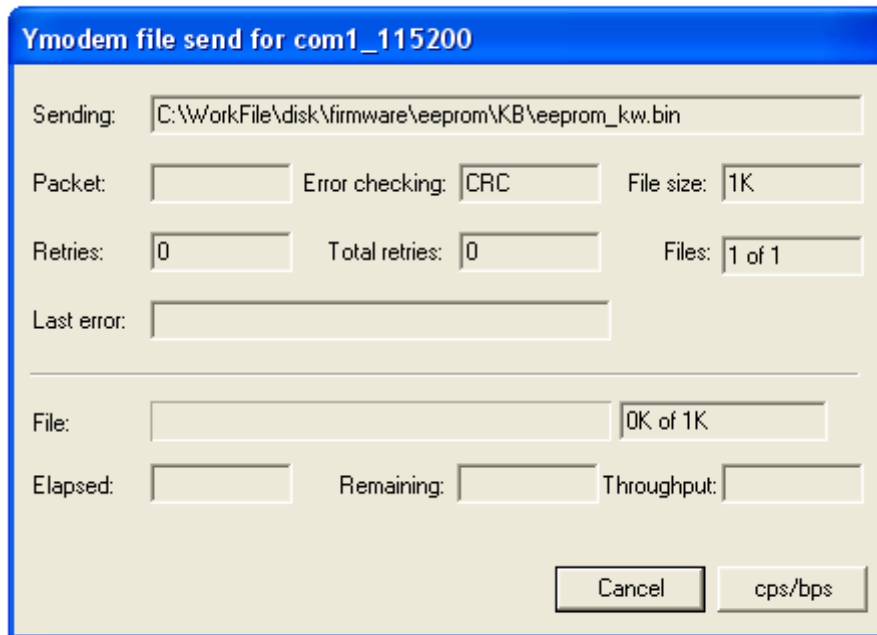 Ymodem file send for com1_115200
Sending: C:\WorkFile\disk\firmware\eeprom\KB\eeprom_kw.bin
Packet: Error checking: CRC File size: 1K
Retries: 0 Total retries: 0 Files: 1 of 1
Last error:
File: 0K of 1K
Elapsed: Remaining: Throughput:
Cancel cps/bps